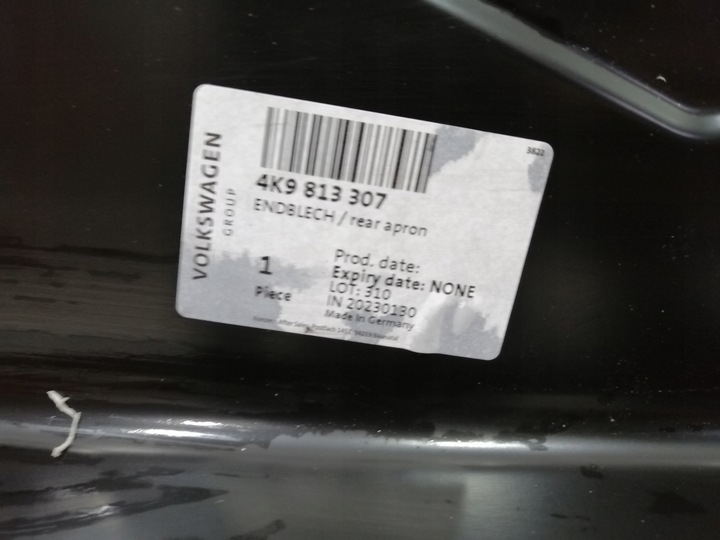 3822
VOLKSWAGEN
GROUP
4K9 813 307
ENDBLECH / rear apron
1
Piece
Prod. date:
Expiry date: NONE
LOT: 310
IN 20230130
Made in Germany